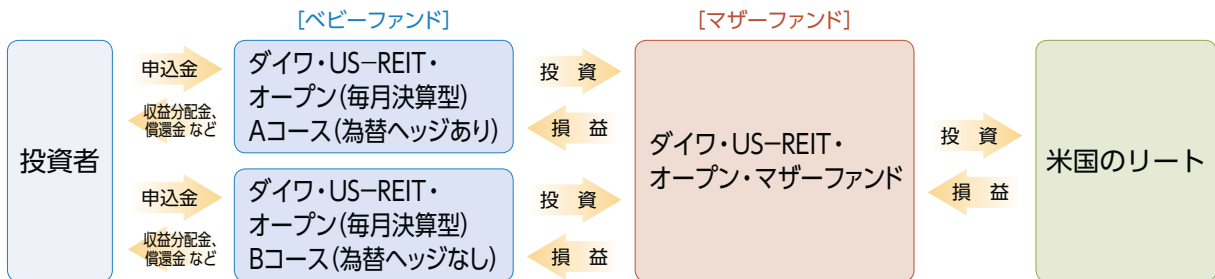 [ベビーファンド]
[マザーファンド]
投資者
申込金
収益分配金、
償還金 など
ダイワ・US−REIT・
オープン(毎月決算型)
Aコース(為替ヘッジあり)
投 資
損 益
申込金
収益分配金、
償還金 など
ダイワ・US−REIT・
オープン(毎月決算型)
Bコース(為替ヘッジなし)
投 資
損 益
ダイワ・US−REIT・
オープン・マザーファンド
投 資
損 益
米国のリート